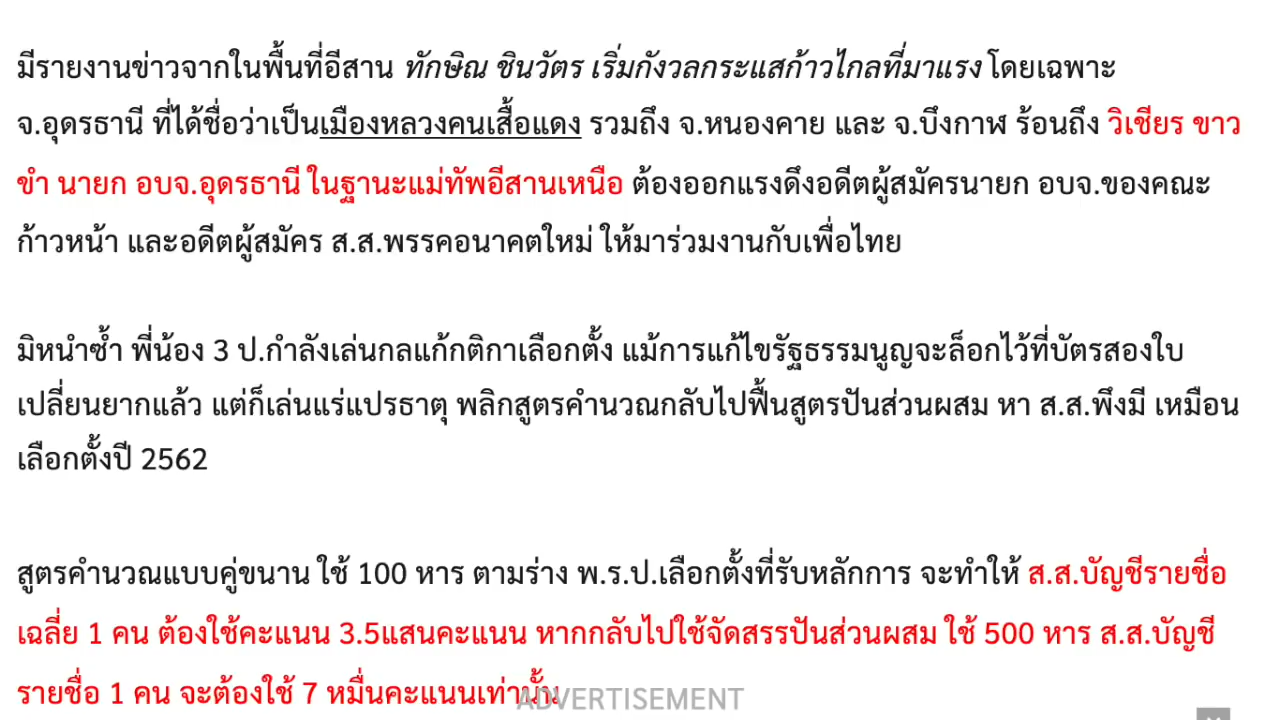 มีรายงานข่าวจากในพื้นที่อีสาน ทักษิณ ชินวัตร เริ่มกังวลกระแสก้าวไกลที่มาแรง โดยเฉพาะ
จ.อุดรธานี ที่ได้ชื่อว่าเป็นเมืองหลวงคนเสื้อแดง รวมถึง จ.หนองคาย และ จ.บึงกาฬ ร้อนถึง วิเชียร ขาว
ขำ นายก อบจ.อุดรธานี ในฐานะแม่ทัพอีสานเหนือ ต้องออกแรงดึงอดีตผู้สมัครนายก อบจ.ของคณะ
ก้าวหน้า และอดีตผู้สมัคร ส.ส.พรรคอนาคตใหม่ ให้มาร่วมงานกับเพื่อไทย
มิหนำซ้ำ พี่น้อง 3 ป.กำลังเล่นกลแก้กติกาเลือกตั้ง แม้การแก้ไขรัฐธรรมนูญจะล็อกไว้ที่บัตรสองใบ
เปลี่ยนยากแล้ว แต่ก็เล่นแร่แปรธาตุ พลิกสูตรคำนวณกลับไปฟื้นสูตรปันส่วนผสม หา ส.ส.พึงมี เหมือน
เลือกตั้งปี 2562
สูตรคำนวณแบบคู่ขนาน ใช้ 100 หาร ตามร่าง พ.ร.ป.เลือกตั้งที่รับหลักการ จะทำให้ ส.ส.บัญชีรายชื่อ
เฉลี่ย 1 คน ต้องใช้คะแนน 3.5แสนคะแนน หากกลับไปใช้จัดสรรปันส่วนผสม ใช้ 500 หาร ส.ส.บัญชี
รายชื่อ 1 คน จะต้องใช้ 7 หมื่นคะแนนเท่านั้น
ADVERTISEMENT